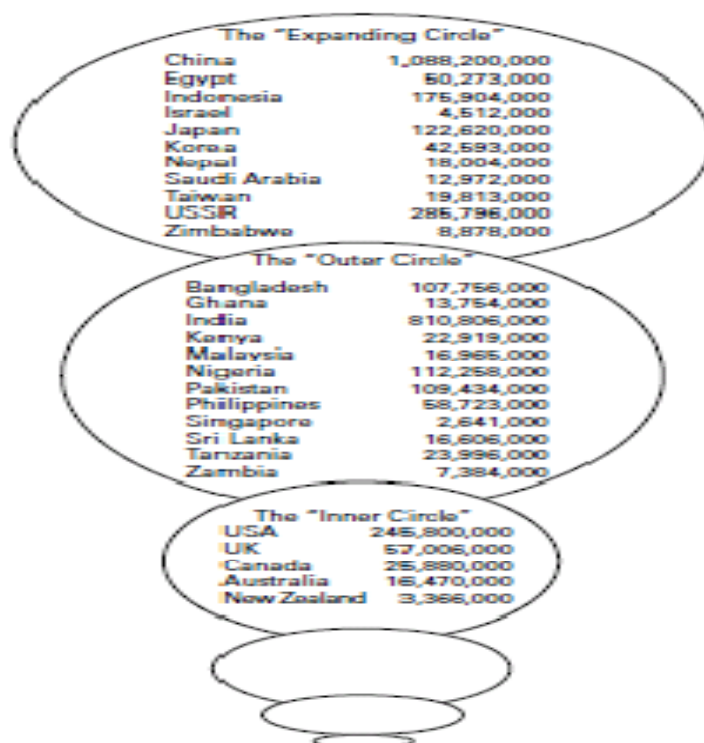 The "Expanding Circle"
China 1,088,200,000
Egypt 50,273,000
Indonesia 175,904,000
Israel 4,512,000
Japan 122,620,000
Korea 42,593,000
Nepal 18,004,000
Saudi Arabia 12,972,000
Taiwan 19,813,000
USSR 285,796,000
Zimbabwe 8,878,000
The "Outer Circle"
Bangladesh 107,756,000
Ghana 13,754,000
India 810,806,000
Kenya 22,919,000
Malaysia 16,965,000
Nigeria 112,258,000
Pakistan 109,434,000
Philippines 58,723,000
Singapore 2,641,000
Sri Lanka 16,606,000
Tanzania 23,996,000
Zambia 7,384,000
The "Inner Circle"
USA 245,800,000
UK 57,006,000
Canada 25,880,000
Australia 16,470,000
New Zealand 3,366,000